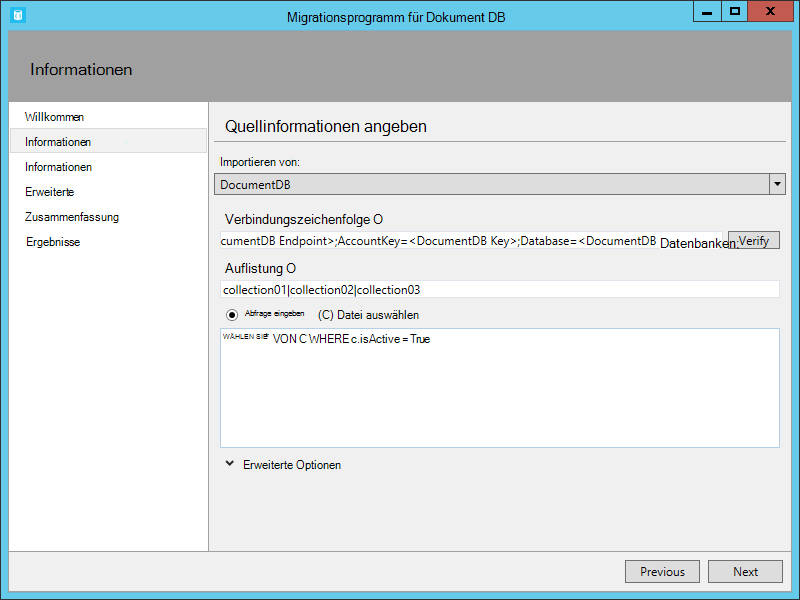 Migrationsprogramm für Dokument DB
Informationen
Willkommen
Informationen
Informationen
Erweiterte
Zusammenfassung
Ergebnisse
Quellinformationen angeben
Importieren von:
DocumentDB
Verbindungszeichenfolge O
cumentDB Endpoint>;AccountKey=<DocumentDB Key>;Database=<DocumentDB Datenbanken; Verify
Auflistung O
collection01|collection02|collection03
Abfrage eingeben (C) Datei auswählen
WÄHLEN SIE* VON C WHERE c.isActive = True
Erweiterte Optionen
Previous Next